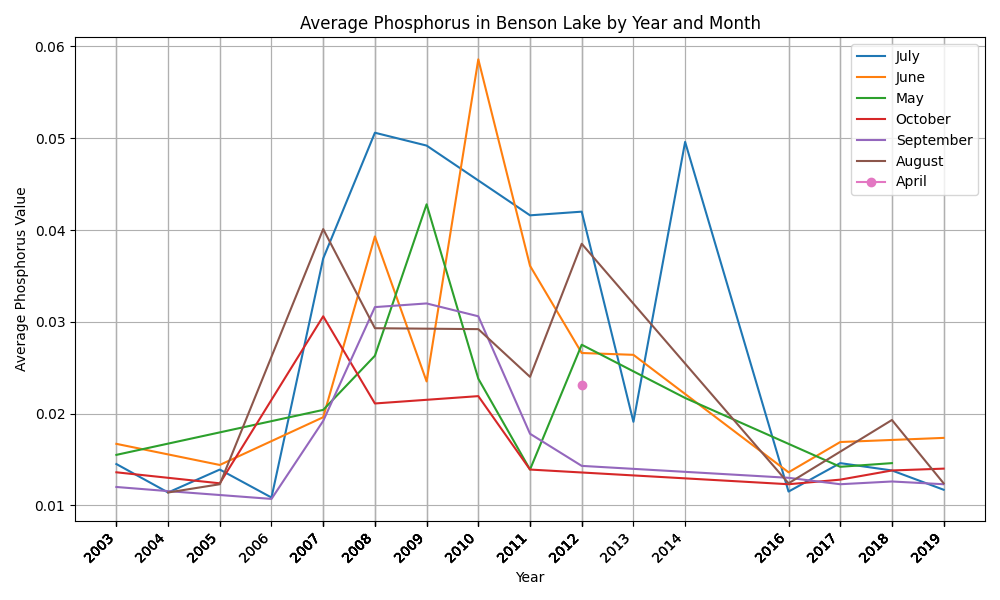 Average Phosphorus in Benson Lake by Year and Month
0.06
0.05
0.04
0.03
0.02
0.01
Average Phosphorus Value
July
June
May
October
September
August
April
2003 2004 2005 2006 2007 2008 2009 2010 2011 2012 2013 2014 2016 2017 2018 2019
Year